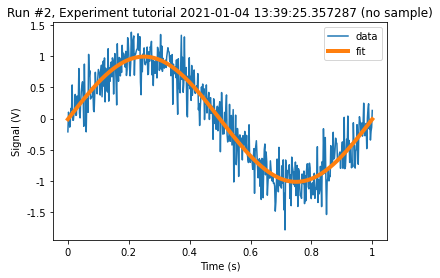 Run #2, Experiment tutorial 2021-01-04 13:39:25.357287 (no sample)
data
fit
1.5
1
0.5
0
-0.5
-1
-1.5
Signal (V)
0 0.2 0.4 0.6 0.8 1
Time (s)